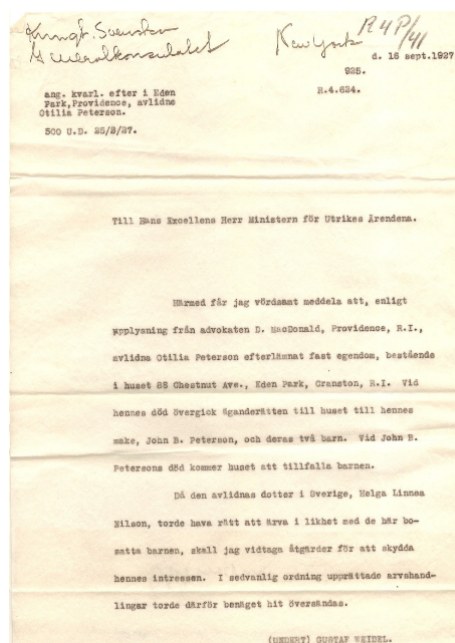 Kungl. Svenska
Generalkonsulatet
New York
R 4 P/41
d. 16 sept.1927
925.
ang. kvarl. efter i Eden
Park,Providence, avlidna
Otilia Peterson.
R.4.624.
500 U.D. 25/8/27.
Till Hans Excellens Herr Ministern för Utrikes Ärendena.
Härmed får jag vördsamt meddela att, enligt
upplysning från advokaten D. MacDonald, Providence, R.I.,
avlidna Otilia Peterson efterlämnat fast egendom, bestående
i huset 88 Chestnut Ave., Eden Park, Cranston, R.I. Vid
hennes död övergick äganderätten till huset till hennes
make, John B. Peterson, och deras två barn. Vid John B.
Petersons död kommer huset att tillfalla barnen.
Då den avlidnas dotter i Sverige, Helga Linnea
Nilson, torde hava rätt att ärva i likhet med de här bo-
satta barnen, skall jag vidtaga åtgärder för att skydda
hennes intressen. I sedvanlig ordning upprättade arvshand-
lingar torde därför benäget hit översändas.
(UNDERT) GUSTAF WEIDEL.